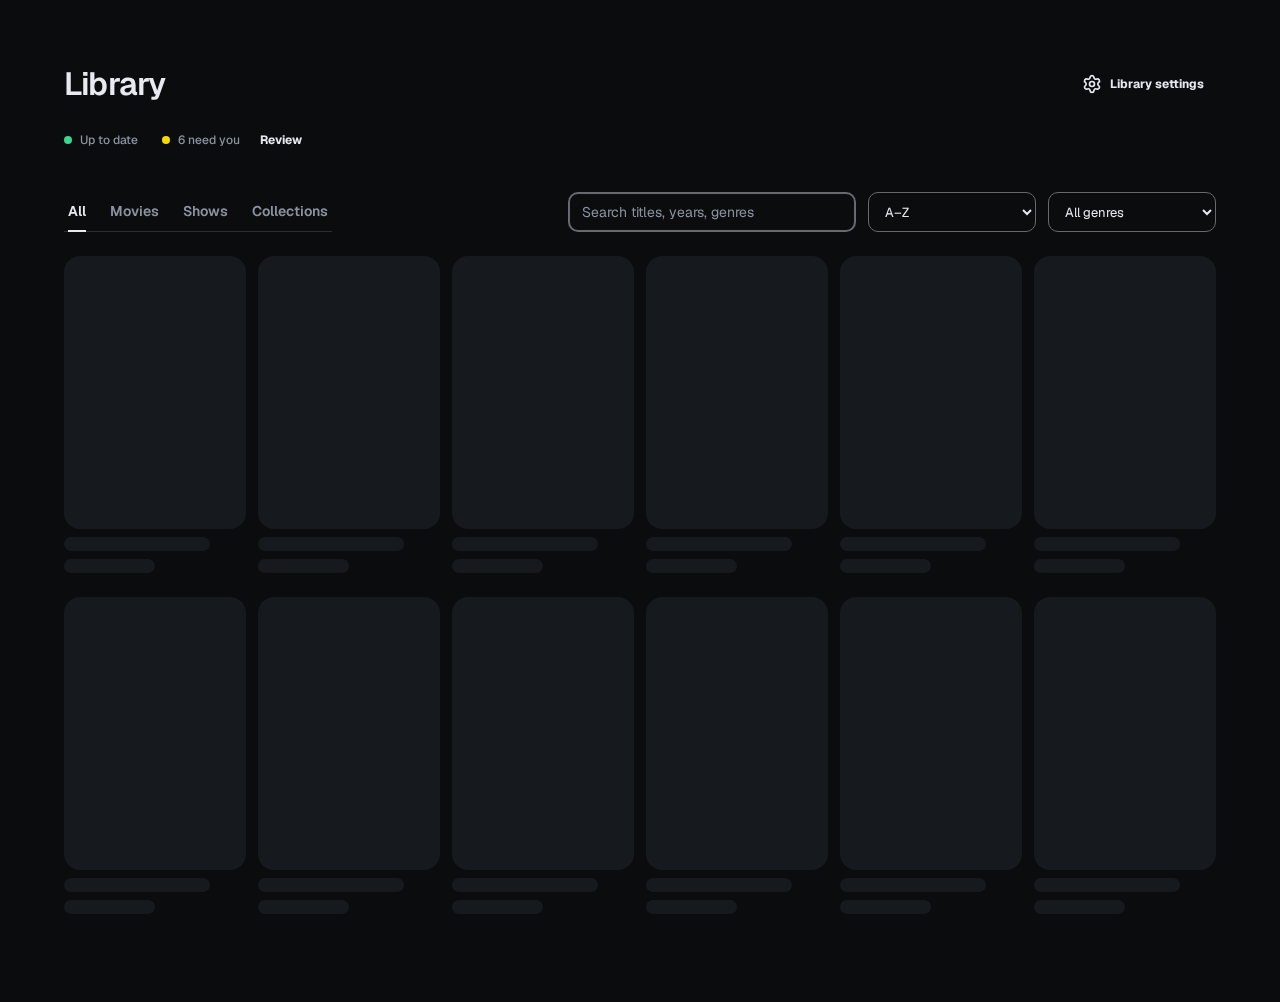 Library
Library settings
Up to date
6 need you
Review
All
Movies
Shows
Collections
Search titles, years, genres
A–Z
All genres